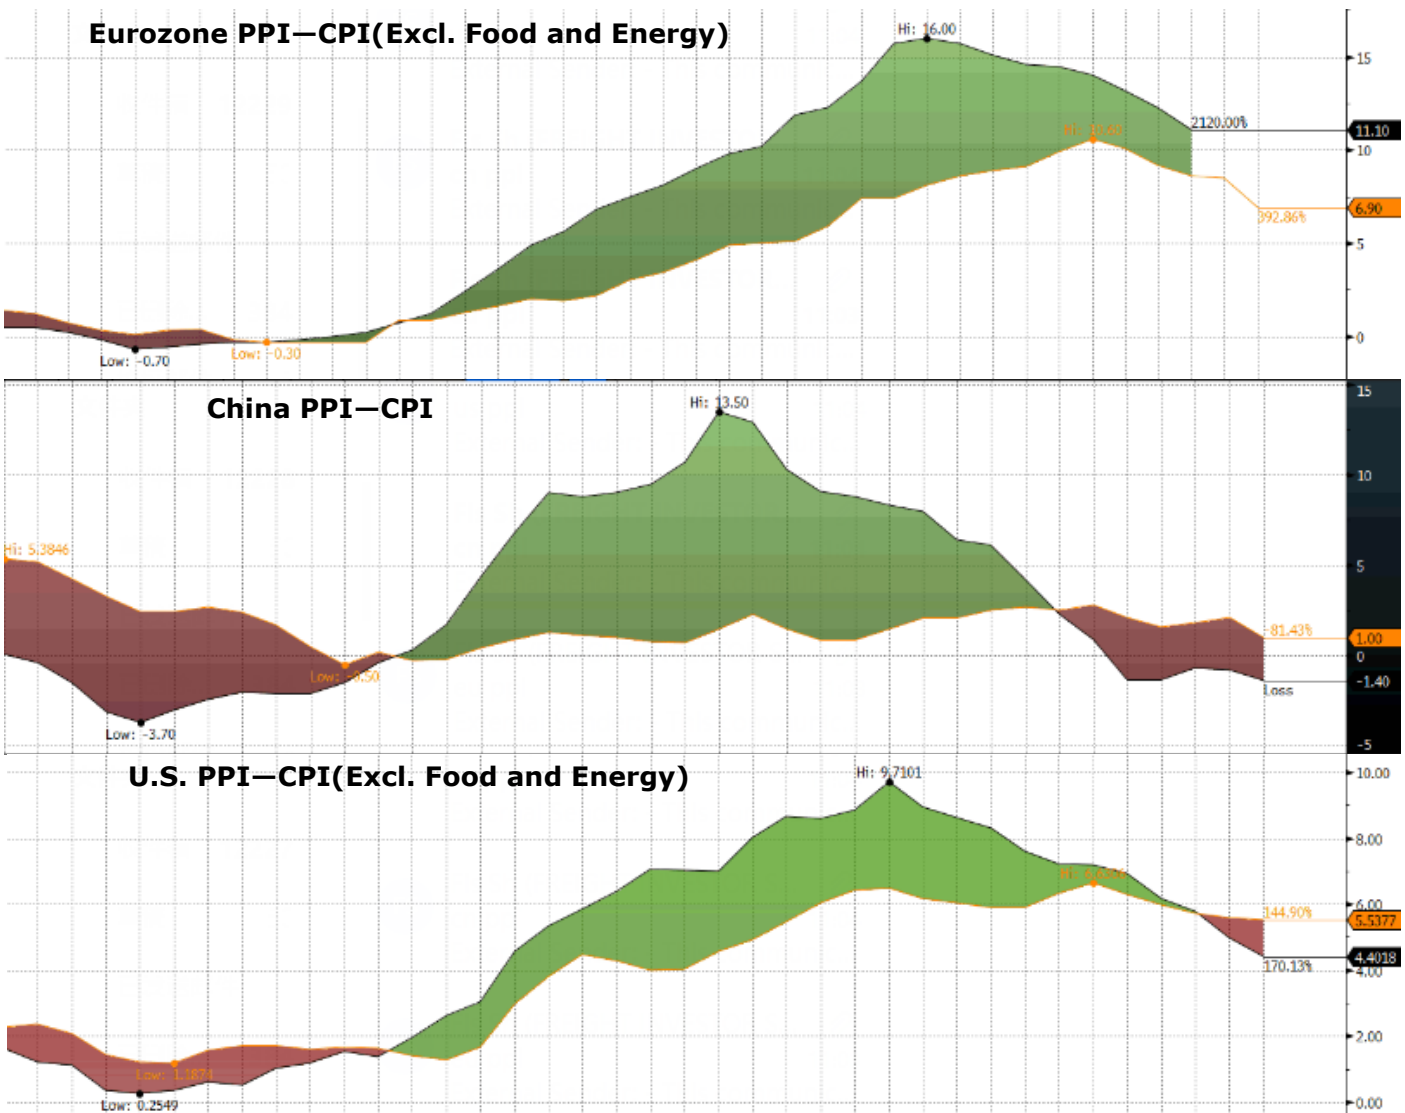 Eurozone PPI—CPI(Excl. Food and Energy)
Hi: 16.00
15
2120.00%
11.10
10
6.90
392.86%
5
0
Low: -0.70
Low: -0.30
China PPI—CPI
Hi: 13.50
15
10
Hi: 5.3846
5
-81.43%
1.00
0
Low: -0.50
-1.40
Loss
Low: -3.70
-5
U.S. PPI—CPI(Excl. Food and Energy)
Hi: 9.7101
10.00
8.00
6.00
144.90%
5.5377
4.4018
170.13%
4.00
2.00
Low: 1.1874
Low: 0.2549
0.00